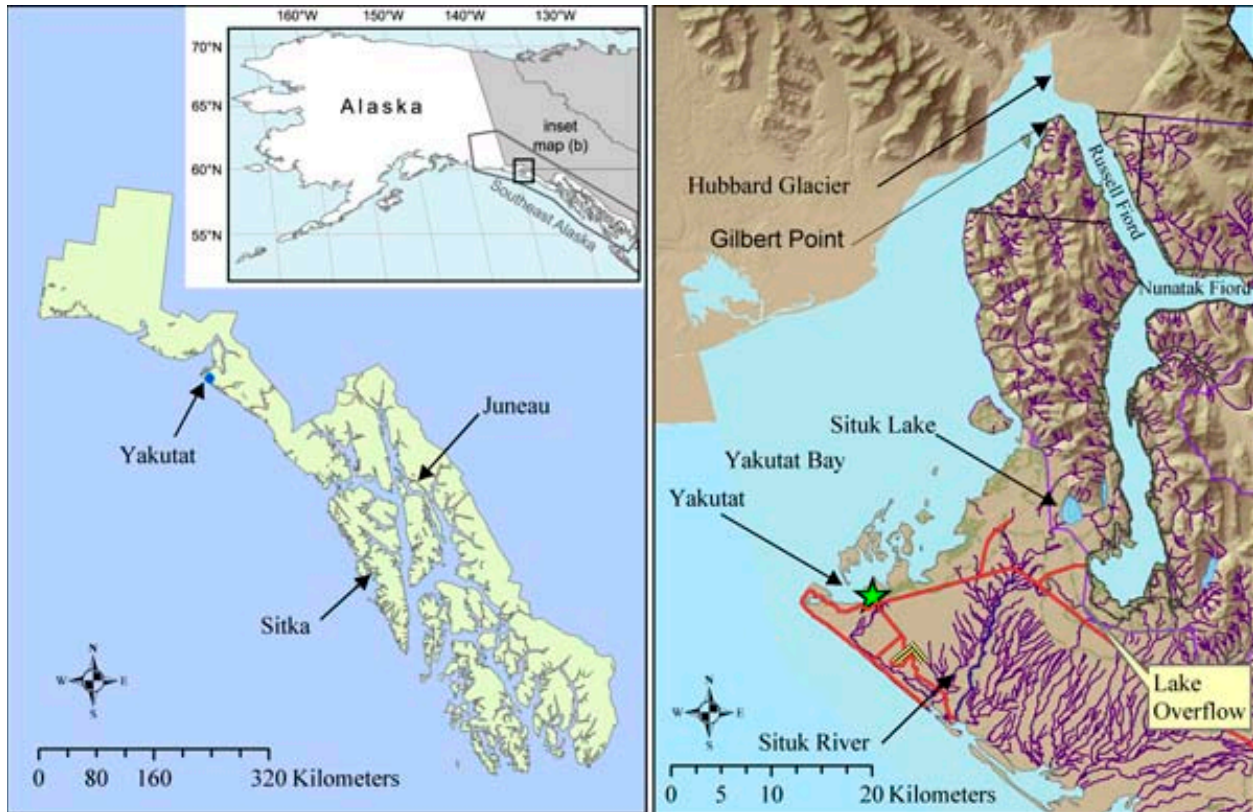 160°W 150°W 140°W 130°W
70°N
65°N
60°N
55°N
Alaska
inset
map (b)
Southeast Alaska
Yakutat
Juneau
Sitka
N
W E
S
0 80 160 320 Kilometers
Hubbard Glacier
Gilbert Point
Russell Fiord
Nunatak Fiord
Situk Lake
Yakutat Bay
Yakutat
Lake
Overflow
Situk River
N
W E
S
0 5 10 20 Kilometers